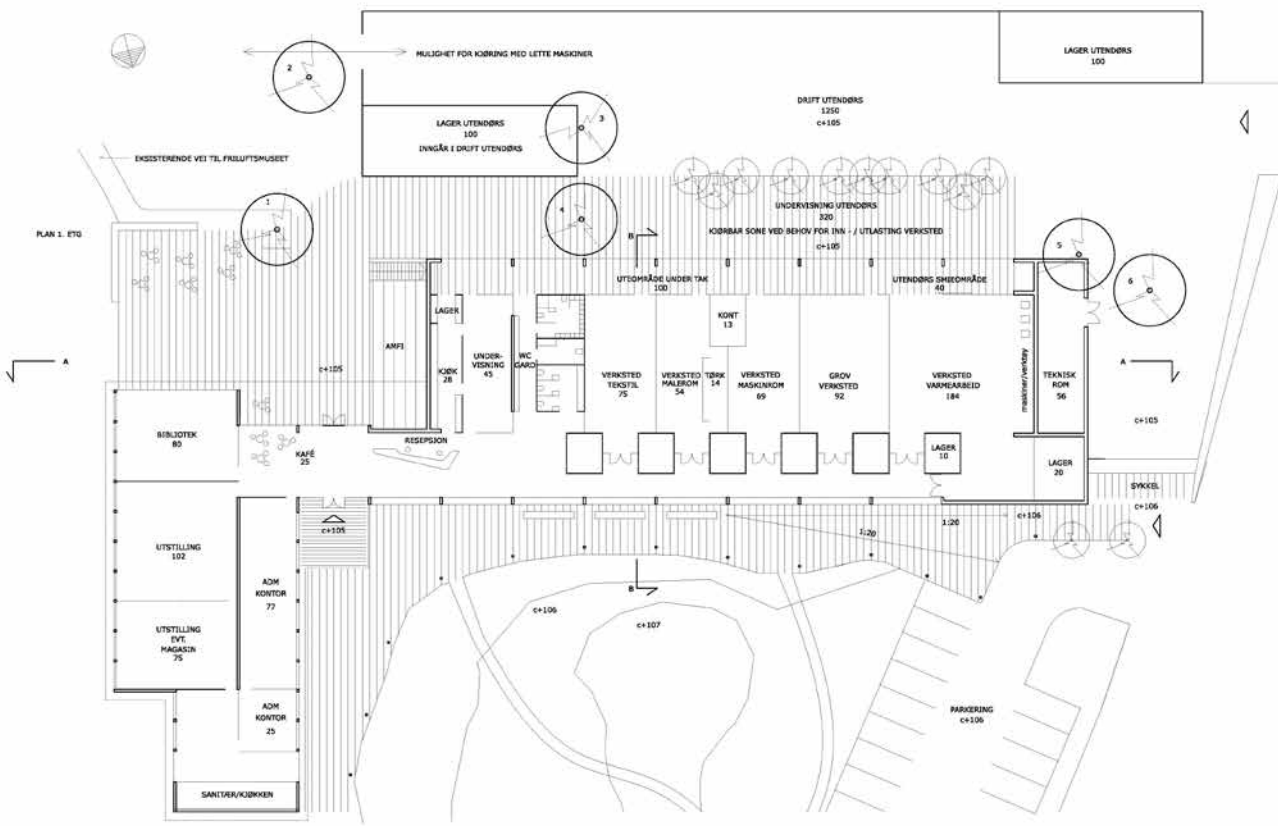 LAGER UTENDØRS
100
2
MULIGHET FOR KJØRING MED LETTE MASKINER
DRIFT UTENDØRS
1250
c+105
LAGER UTENDØRS
100
INNGÅR I DRIFT UTENDØRS
3
EKSISTERENDE VEI TIL FRILUFTSMUSEET
1
4
PLAN 1. ETG
UNDERVISNING UTENDØRS
320
KJØRBAR SONE VED BEHOV FOR INN - / UTLASTING VERKSTED
c+105
B
5
6
UTEOMRÅDE UNDER TAK
100
UTENDØRS SMIEOMRÅDE
40
LAGER
KONT
13
AMFI
A
A
KJØK
28
UNDER-
VISNING
45
WC
GARD
VERKSTED
TEKSTIL
75
VERKSTED
MALEROM
54
TØRK
14
VERKSTED
MASKINROM
69
GROV
VERKSTED
92
VERKSTED
VARMEARBEID
184
maskiner/verktøy
TEKNISK
ROM
56
c+105
c+105
BIBLIOTEK
80
KAFÉ
25
RESEPSJON
LAGER
10
LAGER
20
SYKKEL
c+106
c+105
1:20
1:20
c+106
UTSTILLING
102
ADM
KONTOR
77
B
c+106
c+107
UTSTILLING
EVT.
MAGASIN
75
ADM
KONTOR
25
PARKERING
c+106
SANITÆR/KJØKKEN